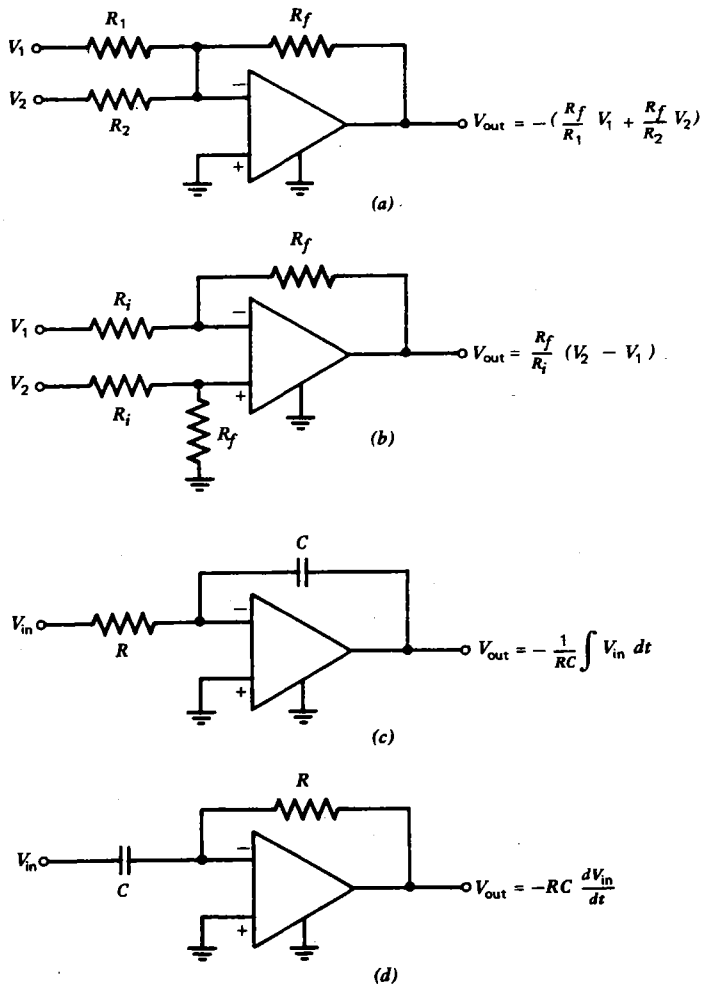 R1
Rf
V1
V2
R2
−
+
Vout = −(Rf/R1 V1 + Rf/R2 V2)
(a)
Rf
Ri
V1
V2
Ri
−
+
Rf
Vout = Rf/Ri (V2 − V1)
(b)
C
Vin
R
−
+
Vout = − 1/RC ∫ Vin dt
(c)
R
Vin
C
−
+
Vout = −RC dVin/dt
(d)